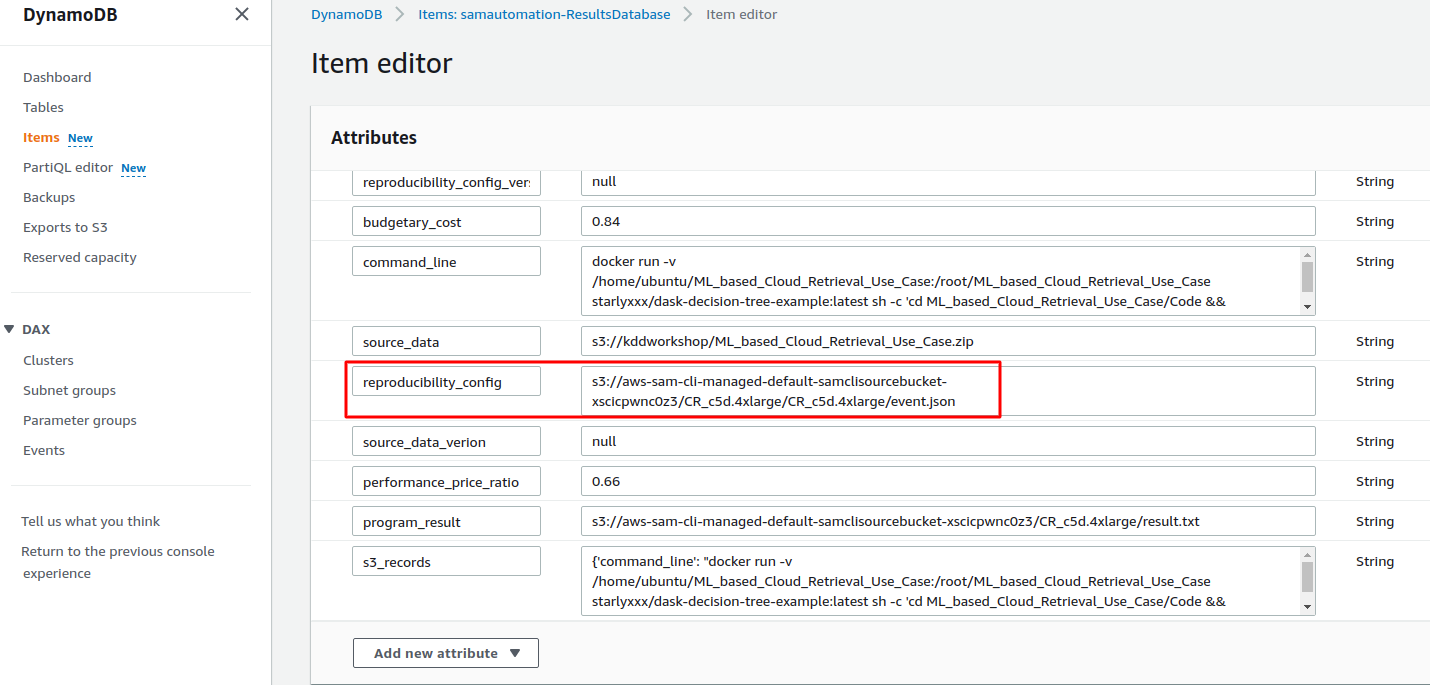 DynamoDB
Dashboard
Tables
Items New
PartiQL editor New
Backups
Exports to S3
Reserved capacity
DAX
Clusters
Subnet groups
Parameter groups
Events
Tell us what you think
Return to the previous console
experience
DynamoDB > Items: samautomation-ResultsDatabase > Item editor
Item editor
Attributes
reproducibility_config_ver null String
budgetary_cost 0.84 String
command_line docker run -v String
/home/ubuntu/ML_based_Cloud_Retrieval_Use_Case:/root/ML_based_Cloud_Retrieval_Use_Case
starlyxxx/dask-decision-tree-example:latest sh -c 'cd ML_based_Cloud_Retrieval_Use_Case/Code &&
source_data s3://kddworkshop/ML_based_Cloud_Retrieval_Use_Case.zip String
reproducibility_config s3://aws-sam-cli-managed-default-samclisourcebucket- String
xscicpwnc0z3/CR_c5d.4xlarge/CR_c5d.4xlarge/event.json
source_data_verion null String
performance_price_ratio 0.66 String
program_result s3://aws-sam-cli-managed-default-samclisourcebucket-xscicpwnc0z3/CR_c5d.4xlarge/result.txt String
s3_records {'command_line': "docker run -v String
/home/ubuntu/ML_based_Cloud_Retrieval_Use_Case:/root/ML_based_Cloud_Retrieval_Use_Case
starlyxxx/dask-decision-tree-example:latest sh -c 'cd ML_based_Cloud_Retrieval_Use_Case/Code &&
Add new attribute